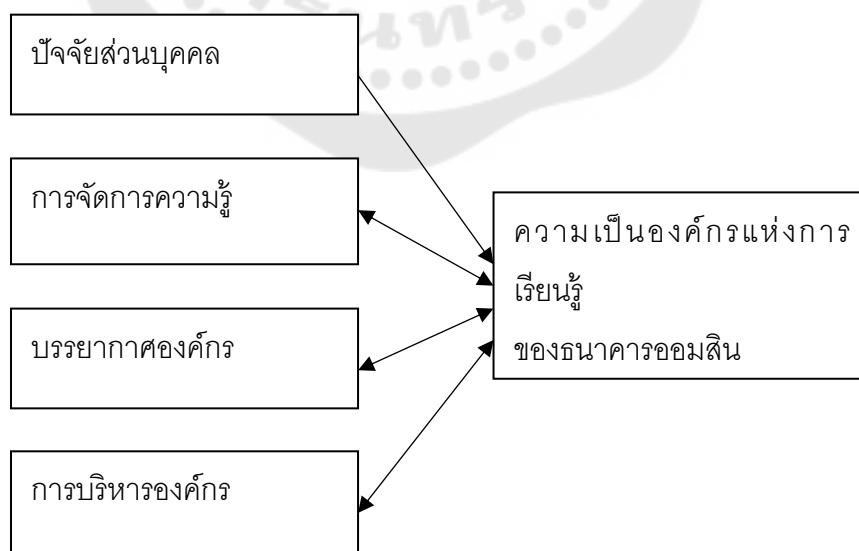 ปัจจัยส่วนบุคคล
การจัดการความรู้
บรรยากาศองค์กร
การบริหารองค์กร
ความเป็นองค์กรแห่งการ
เรียนรู้
ของธนาคารออมสิน